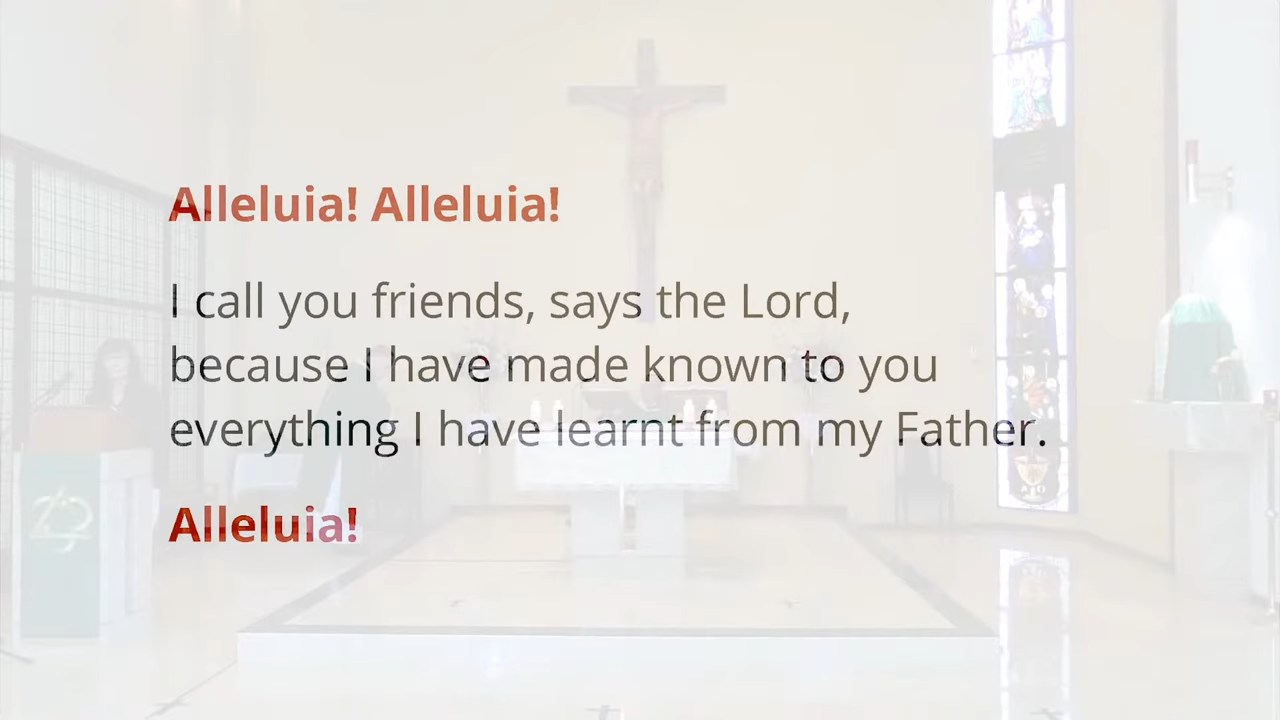 Alleluia! Alleluia!
I call you friends, says the Lord,
because I have made known to you
everything I have learnt from my Father.
Alleluia!